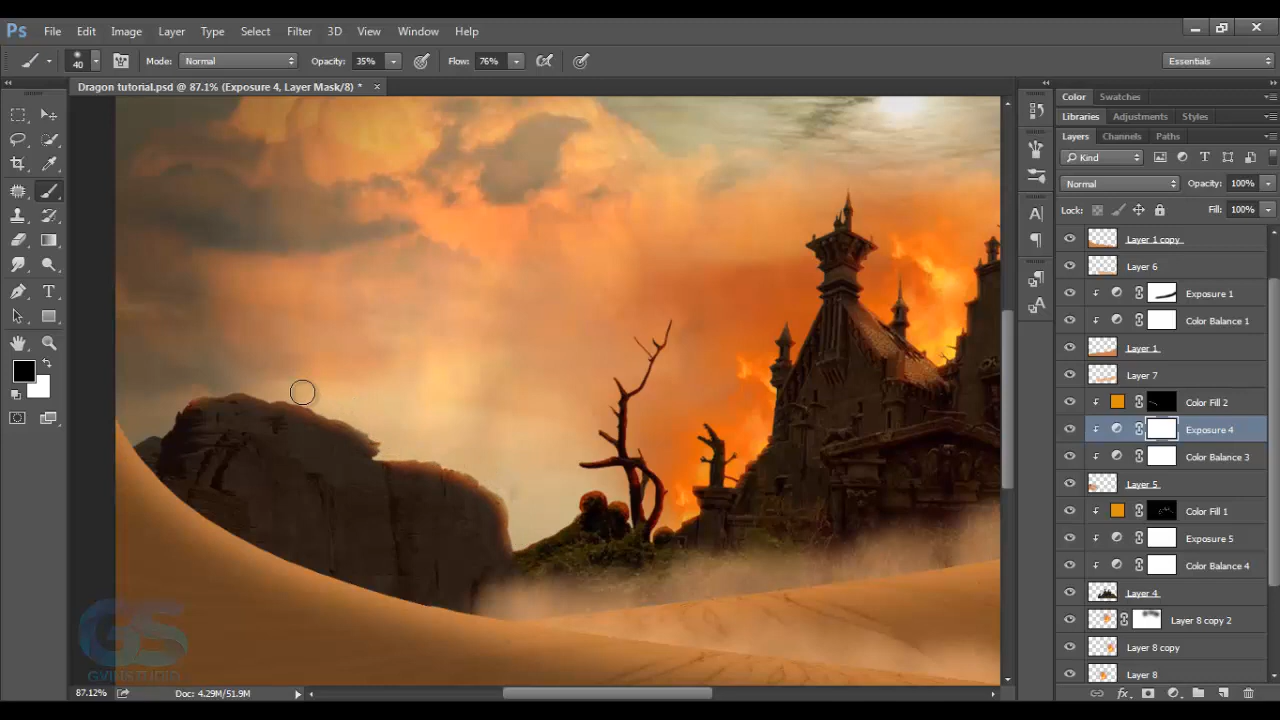 Ps File Edit Image Layer Type Select Filter 3D View Window Help
40 Mode: Normal Opacity: 35% Flow: 76% Essentials
Dragon tutorial.psd @ 87.1% (Exposure 4, Layer Mask/8) *
Color Swatches
Libraries Adjustments Styles
Layers Channels Paths
Kind
Normal Opacity: 100%
Lock: Fill: 100%
Layer 1 copy
Layer 6
Exposure 1
Color Balance 1
Layer 1
Layer 7
Color Fill 2
Exposure 4
Color Balance 3
Layer 5
Color Fill 1
Exposure 5
Color Balance 4
Layer 4
Layer 8 copy 2
Layer 8 copy
Layer 8
GS
87.12% Doc: 4.29M/51.9M